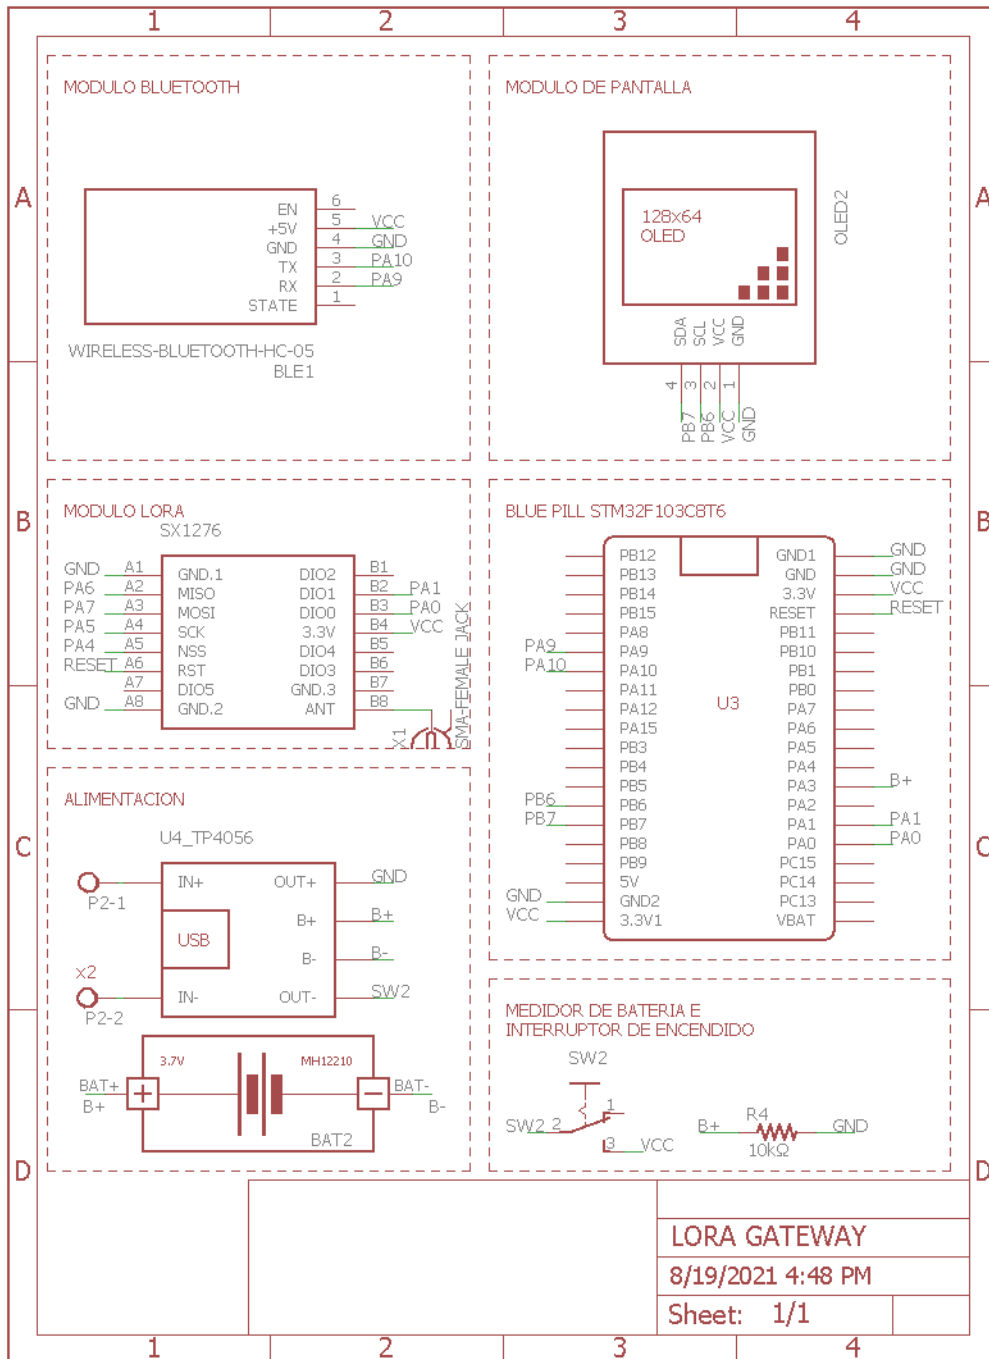 1 2 3 4
A A
B B
C C
D D
MODULO BLUETOOTH
EN 6
+5V 5 VCC
GND 4 GND
TX 3 PA10
RX 2 PA9
STATE 1
WIRELESS-BLUETOOTH-HC-05
BLE1
MODULO DE PANTALLA
128x64
OLED
OLED2
SDA SCL VCC GND
4 3 2 1
PB7 PB6 VCC GND
MODULO LORA
SX1276
GND A1 GND.1 DIO2 B1
PA6 A2 MISO DIO1 B2 PA1
PA7 A3 MOSI DIO0 B3 PA0
PA5 A4 SCK 3.3V B4 VCC
PA4 A5 NSS DIO4 B5
RESET A6 RST DIO3 B6
A7 DIO5 GND.3 B7
GND A8 GND.2 ANT B8
X1
SMA-FEMALE JACK
BLUE PILL STM32F103C8T6
PB12 GND1 GND
PB13 GND GND
PB14 3.3V VCC
PB15 RESET RESET
PA8 PB11
PA9 PA9 PB10
PA10 PA10 PB1
PA11 PB0
PA12 U3 PA7
PA15 PA6
PB3 PA5
PB4 PA4
PB5 PA3 B+
PB6 PB6 PA2
PB7 PB7 PA1 PA1
PB8 PA0 PA0
PB9 PC15
5V PC14
GND GND2 PC13
VCC 3.3V1 VBAT
ALIMENTACION
U4_TP4056
P2-1 IN+ OUT+ GND
B+ B+
USB
B- B-
x2
P2-2 IN- OUT- SW2
3.7V MH12210
BAT+ + − BAT-
B+ B-
BAT2
MEDIDOR DE BATERIA E
INTERRUPTOR DE ENCENDIDO
SW2
SW2 2 1
3 VCC
R4
B+ GND
10kΩ
LORA GATEWAY
8/19/2021 4:48 PM
Sheet: 1/1
1 2 3 4